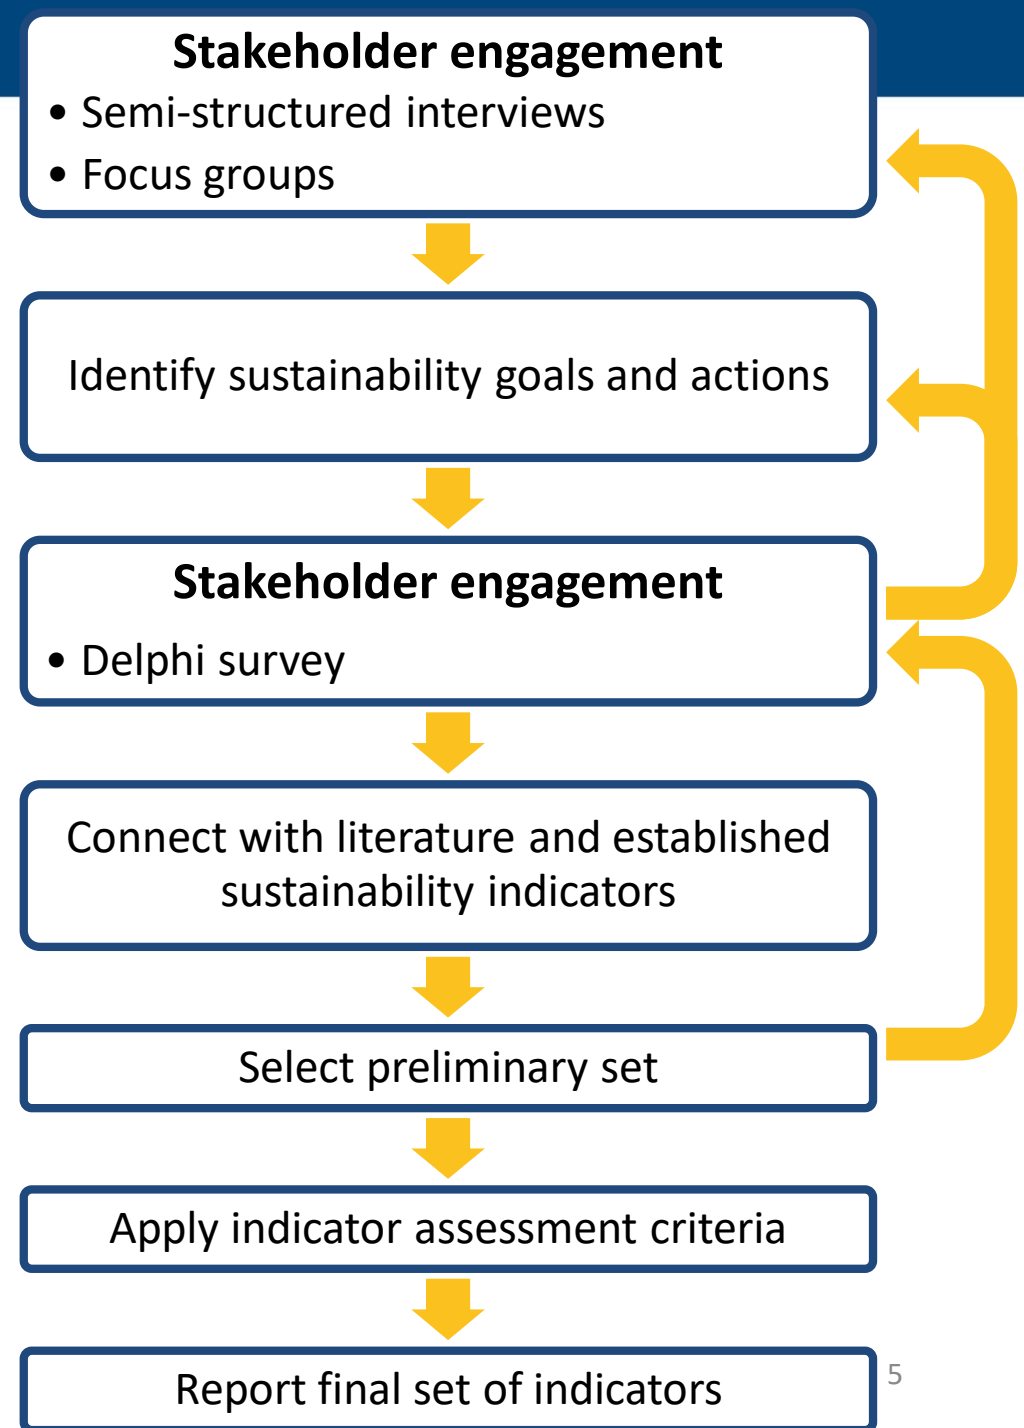 Stakeholder engagement
• Semi-structured interviews
• Focus groups
Identify sustainability goals and actions
Stakeholder engagement
• Delphi survey
Connect with literature and established
sustainability indicators
Select preliminary set
Apply indicator assessment criteria
Report final set of indicators
5